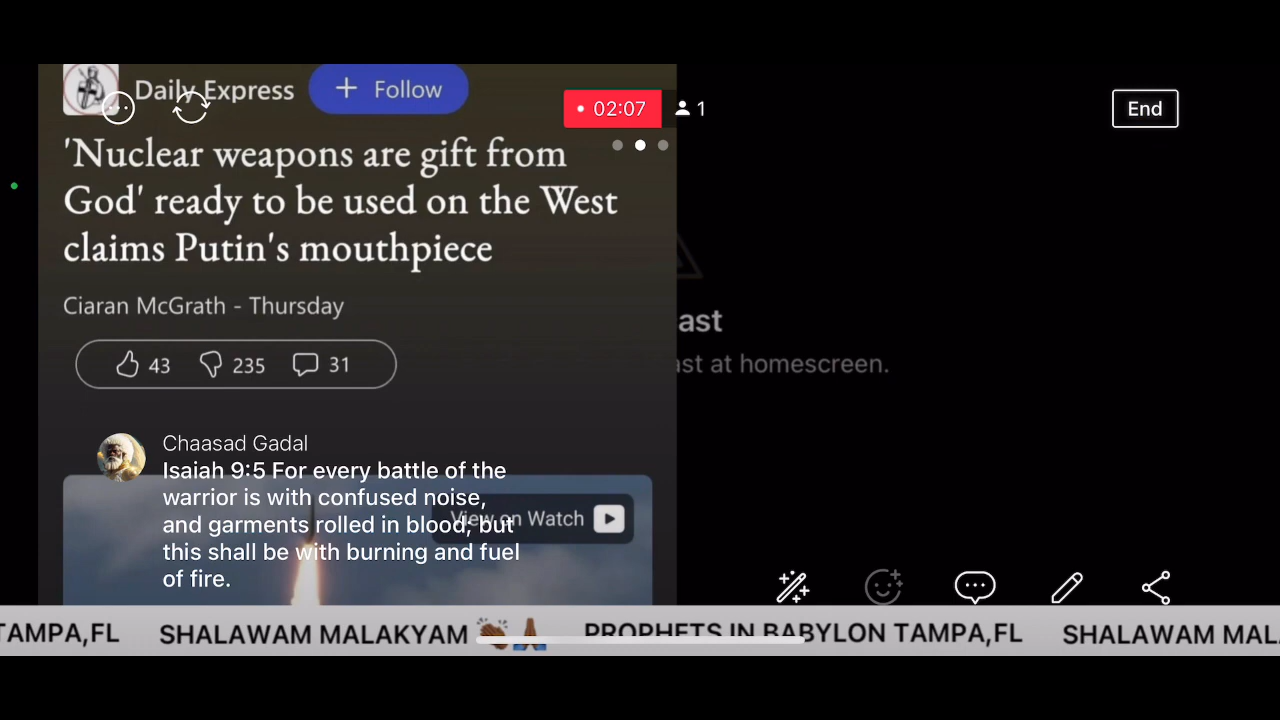 Daily Express
+ Follow
02:07
1
End
'Nuclear weapons are gift from
God' ready to be used on the West
claims Putin's mouthpiece
Ciaran McGrath - Thursday
ast
ast at homescreen.
43
235
31
Chaasad Gadal
Isaiah 9:5 For every battle of the
warrior is with confused noise,
and garments rolled in blood; but
this shall be with burning and fuel
of fire.
View on Watch
TAMPA,FL SHALAWAM MALAKYAM 👏🏾🙏🏾 PROPHETS IN BABYLON TAMPA,FL SHALAWAM MAL